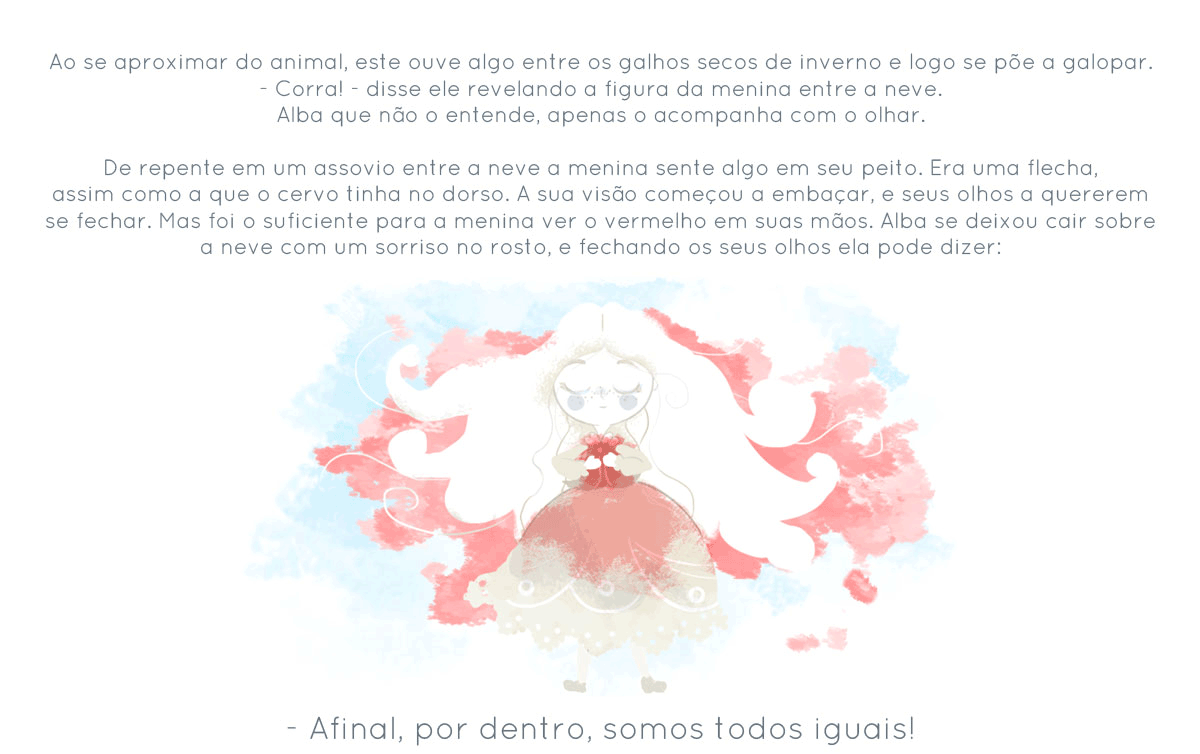 Ao se aproximar do animal, este ouve algo entre os galhos secos de inverno e logo se põe a galopar.
- Corra! - disse ele revelando a figura da menina entre a neve.
Alba que não o entende, apenas o acompanha com o olhar.
De repente em um assovio entre a neve a menina sente algo em seu peito. Era uma flecha,
assim como a que o cervo tinha no dorso. A sua visão começou a embaçar, e seus olhos a quererem
se fechar. Mas foi o suficiente para a menina ver o vermelho em suas mãos. Alba se deixou cair sobre
a neve com um sorriso no rosto, e fechando os seus olhos ela pode dizer:
- Afinal, por dentro, somos todos iguais!